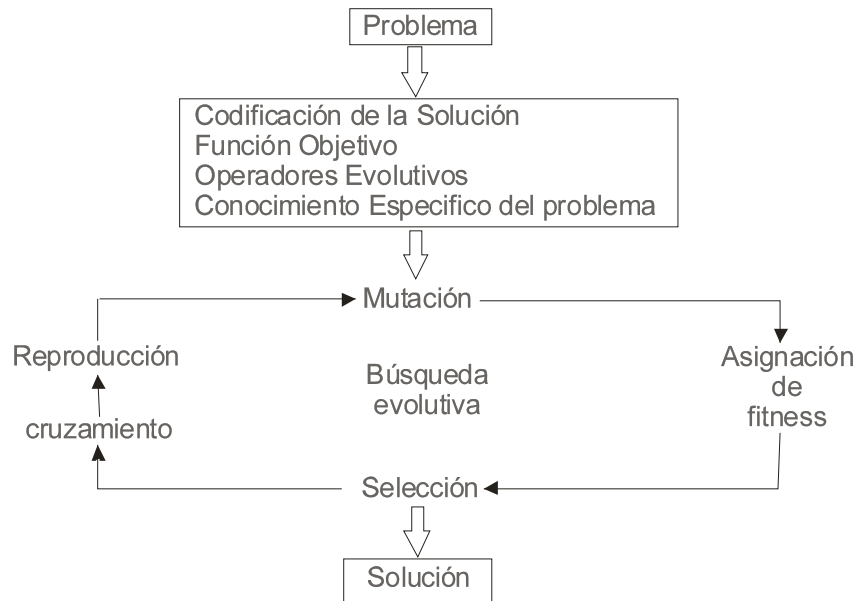 Problema
Codificación de la Solución
Función Objetivo
Operadores Evolutivos
Conocimiento Especifico del problema
Mutación
Reproducción
Búsqueda
evolutiva
Asignación
de
fitness
cruzamiento
Selección
Solución